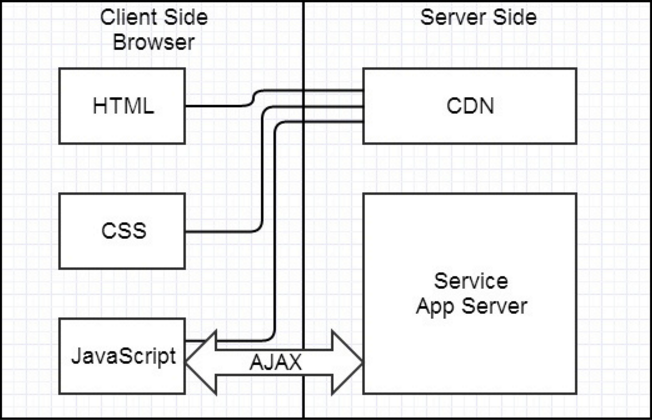 Client Side
Browser
Server Side
HTML
CDN
CSS
Service
App Server
JavaScript
AJAX